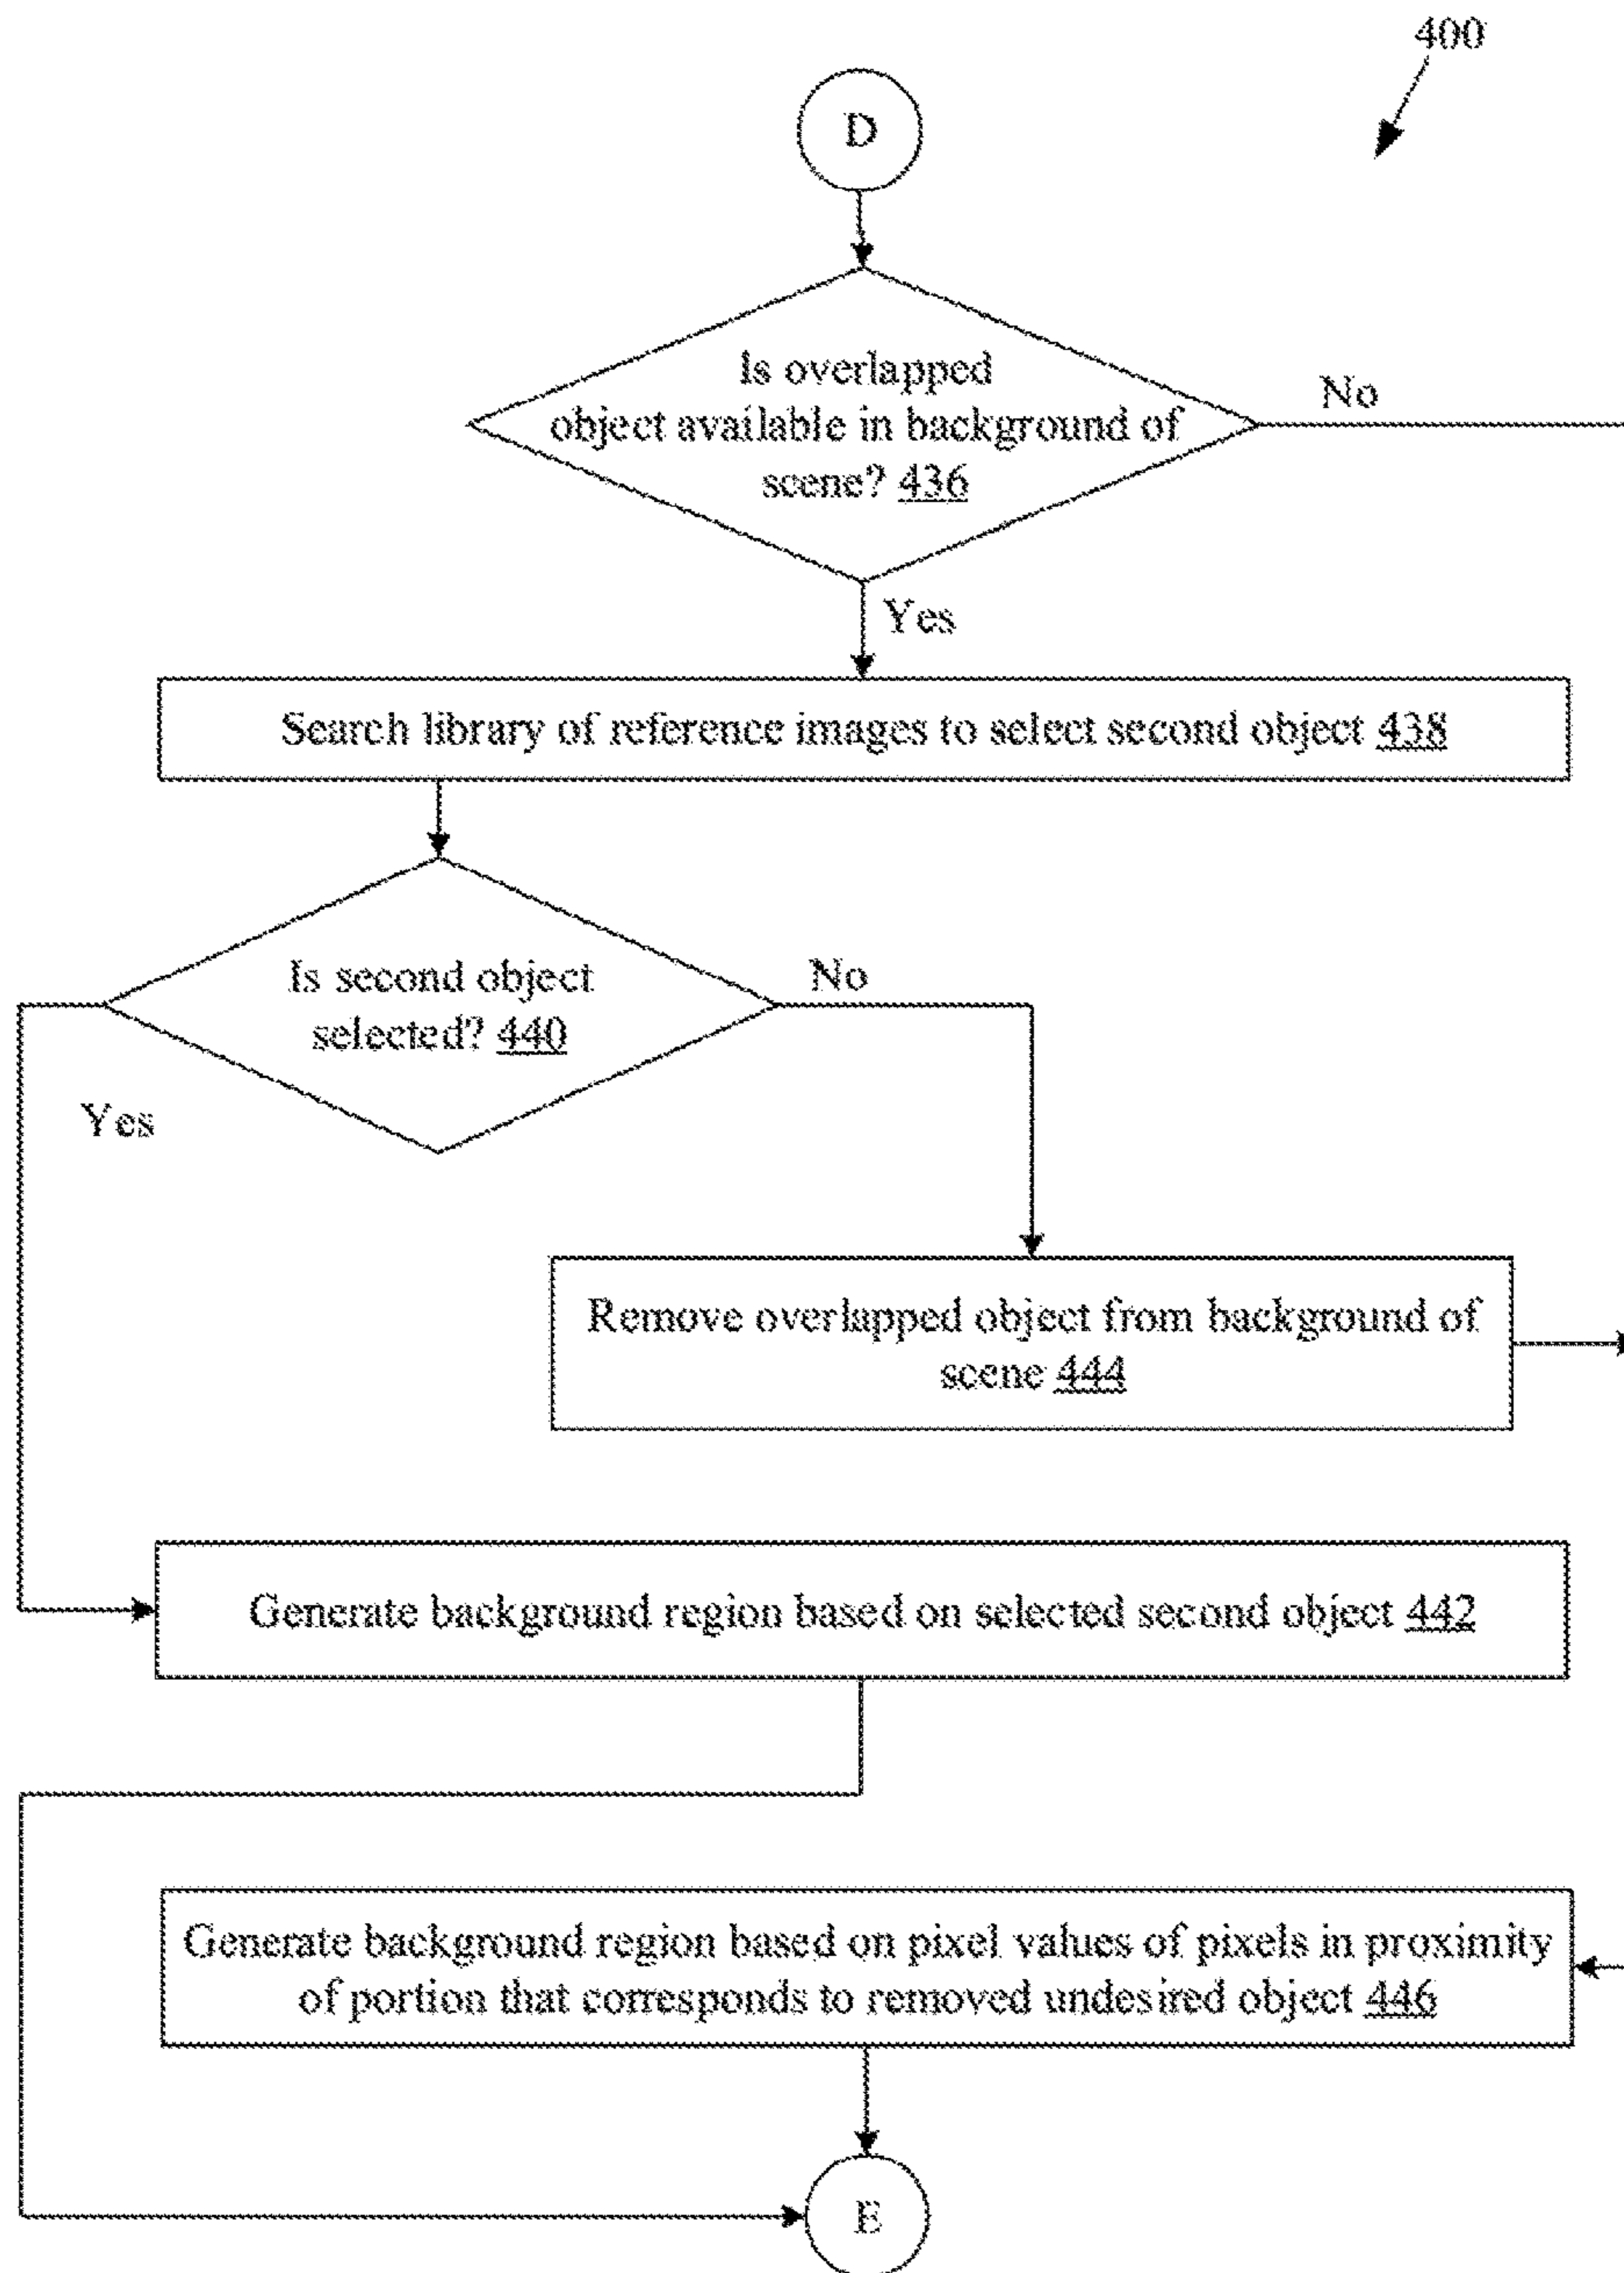 400
D
Is overlapped
object available in background of
scene? 436
No
Yes
Search library of reference images to select second object 438
Is second object
selected? 440
No
Yes
Remove overlapped object from background of
scene 444
Generate background region based on selected second object 442
Generate background region based on pixel values of pixels in proximity
of portion that corresponds to removed undesired object 446
E